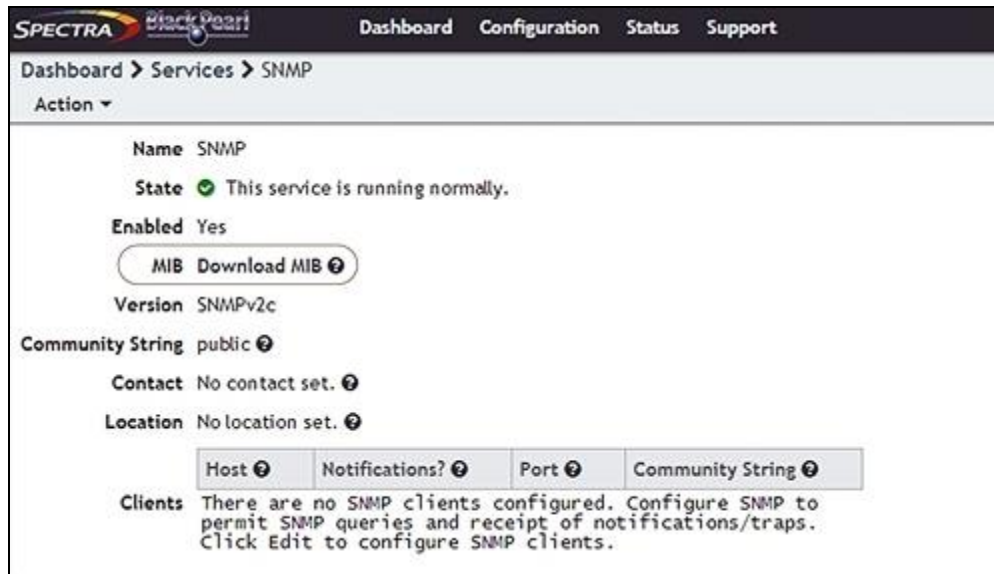 SPECTRA BlackPearl Dashboard Configuration Status Support
Dashboard > Services > SNMP
Action
Name SNMP
State This service is running normally.
Enabled Yes
MIB Download MIB ?
Version SNMPv2c
Community String public ?
Contact No contact set. ?
Location No location set. ?
Host ? Notifications? ? Port ? Community String ?
Clients There are no SNMP clients configured. Configure SNMP to
permit SNMP queries and receipt of notifications/traps.
Click Edit to configure SNMP clients.